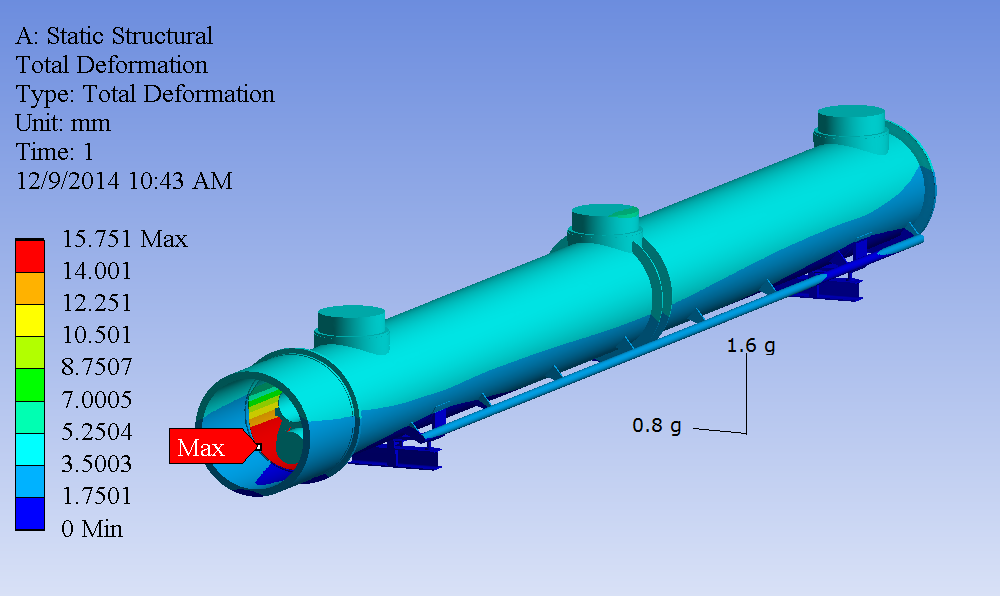 A: Static Structural
Total Deformation
Type: Total Deformation
Unit: mm
Time: 1
12/9/2014 10:43 AM
15.751 Max
14.001
12.251
10.501
8.7507
7.0005
5.2504
3.5003
1.7501
0 Min
Max
1.6 g
0.8 g